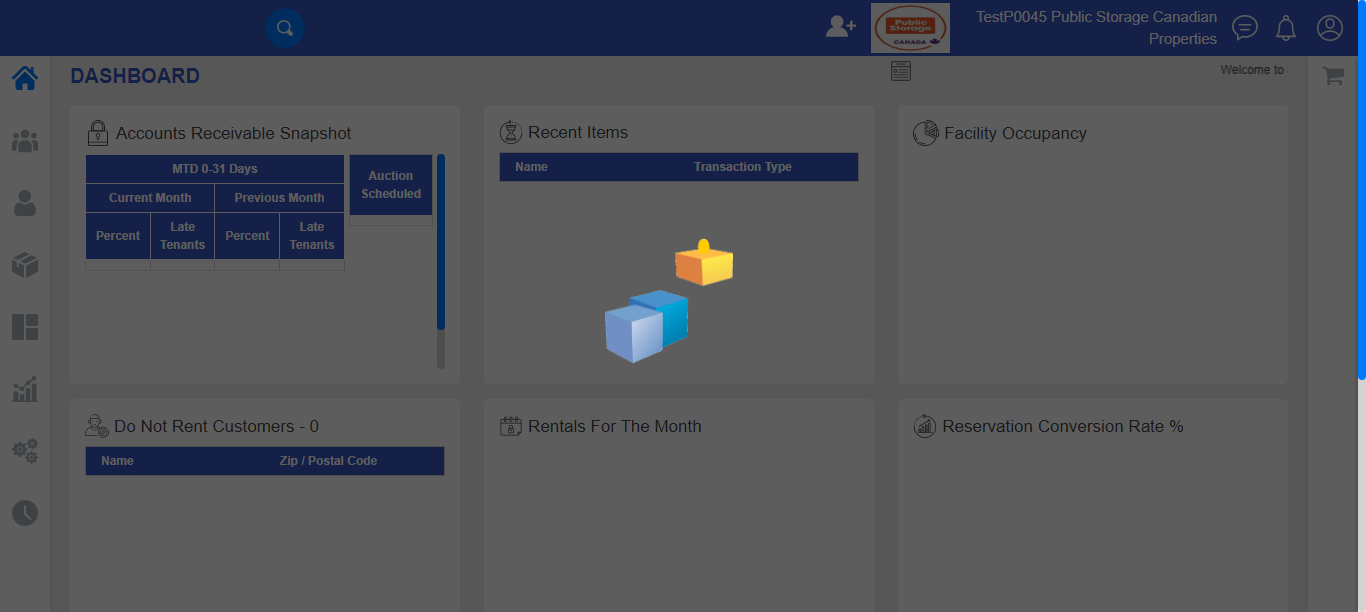 Public
Storage
CANADA
TestP0045 Public Storage Canadian
Properties
DASHBOARD
Welcome to
Accounts Receivable Snapshot
MTD 0-31 Days
Current Month
Previous Month
Percent
Late
Tenants
Percent
Late
Tenants
Auction
Scheduled
Recent Items
Name
Transaction Type
Facility Occupancy
Do Not Rent Customers - 0
Name
Zip / Postal Code
Rentals For The Month
Reservation Conversion Rate %